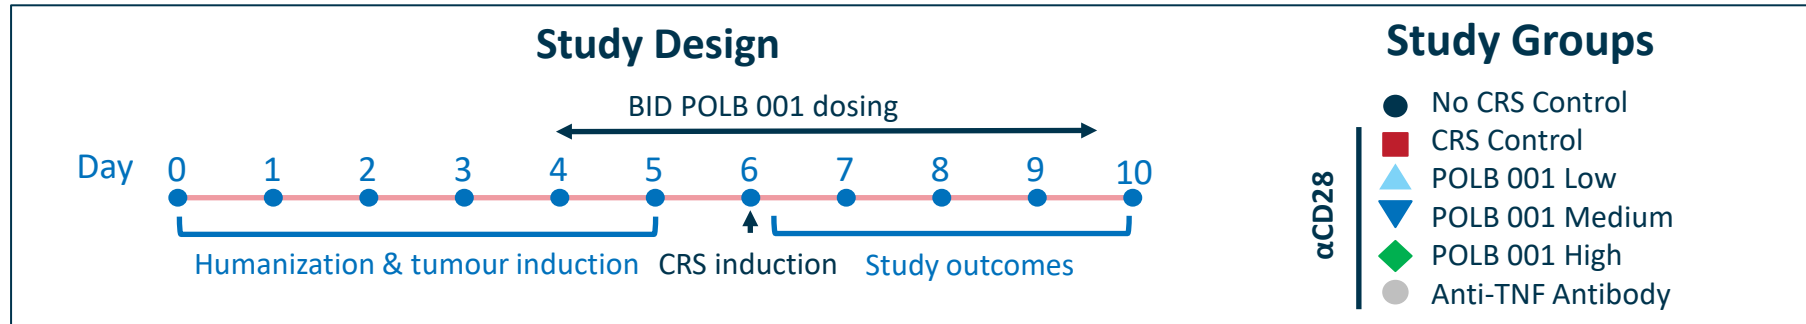 Study Design
BID POLB 001 dosing
Day 0 1 2 3 4 5 6 7 8 9 10
Humanization & tumour induction CRS induction Study outcomes
Study Groups
No CRS Control
αCD28
CRS Control
POLB 001 Low
POLB 001 Medium
POLB 001 High
Anti-TNF Antibody